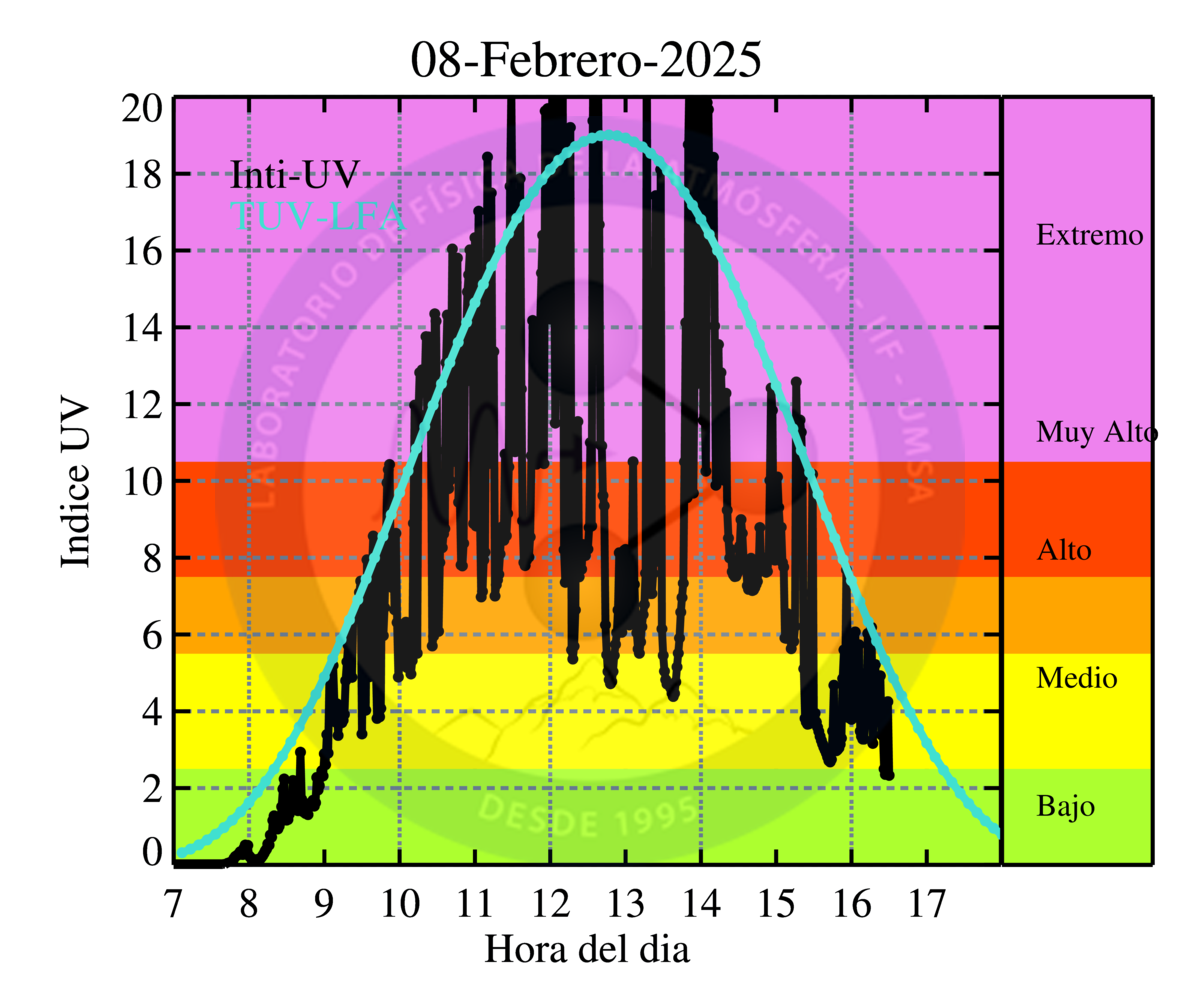 08-Febrero-2025
Indice UV
20
18
16
14
12
10
8
6
4
2
0
Inti-UV
TUV-LFA
LABORATORIO DE FÍSICA DE LA ATMÓSFERA - IIF - UMSA
DESDE 1995
Extremo
Muy Alto
Alto
Medio
Bajo
7 8 9 10 11 12 13 14 15 16 17
Hora del dia